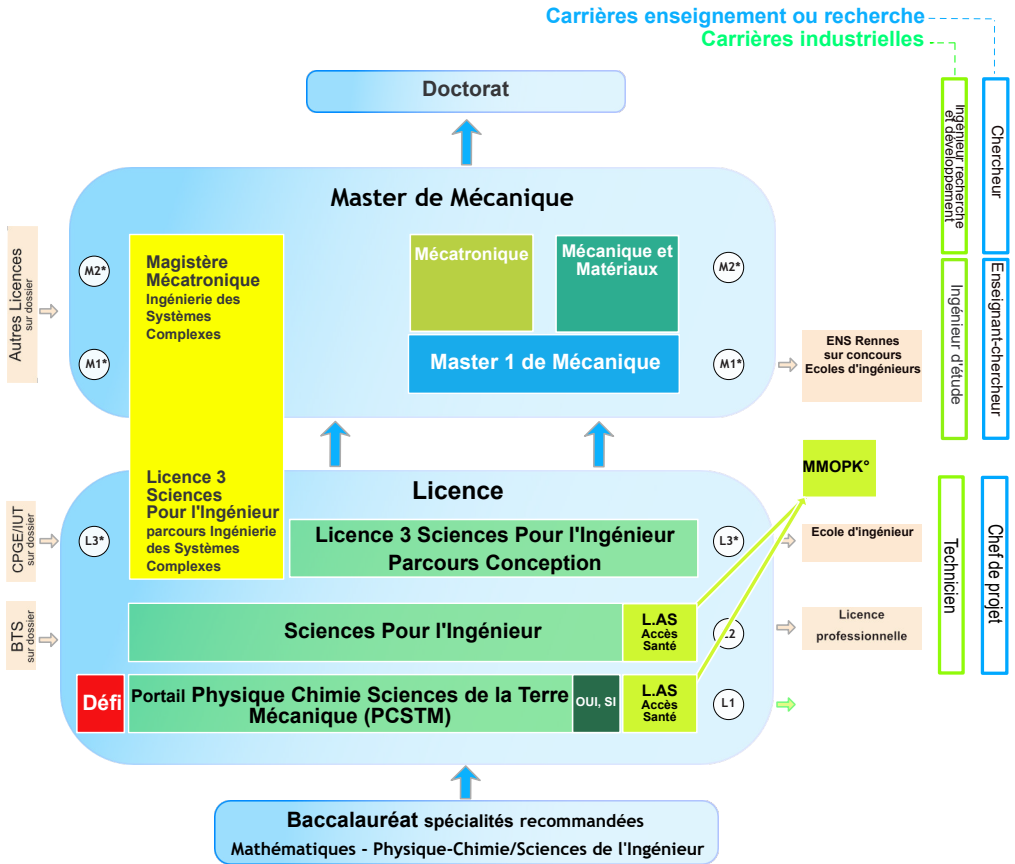 Carrières enseignement ou recherche
Carrières industrielles
Doctorat
Ingénieur recherche
et développement
Chercheur
Master de Mécanique
Autres Licences
sur dossier
M2*
Magistère
Mécatronique
Ingénierie des
Systèmes
Complexes
Mécatronique
Mécanique et
Matériaux
M2*
Ingénieur d'étude
Enseignant-chercheur
M1*
Master 1 de Mécanique
M1*
ENS Rennes
sur concours
Ecoles d'ingénieurs
MMOPK°
Licence
Licence 3
Sciences
Pour l'Ingénieur
parcours Ingénierie
des Systèmes
Complexes
CPGE/IUT
sur dossier
L3*
Licence 3 Sciences Pour l'Ingénieur
Parcours Conception
L3*
Ecole d'ingénieur
Technicien
Chef de projet
BTS
sur dossier
Sciences Pour l'Ingénieur
L.AS
Accès
Santé
L2
Licence
professionnelle
Défi
Portail Physique Chimie Sciences de la Terre
Mécanique (PCSTM)
OUI, SI
L.AS
Accès
Santé
L1
Baccalauréat spécialités recommandées
Mathématiques - Physique-Chimie/Sciences de l'Ingénieur